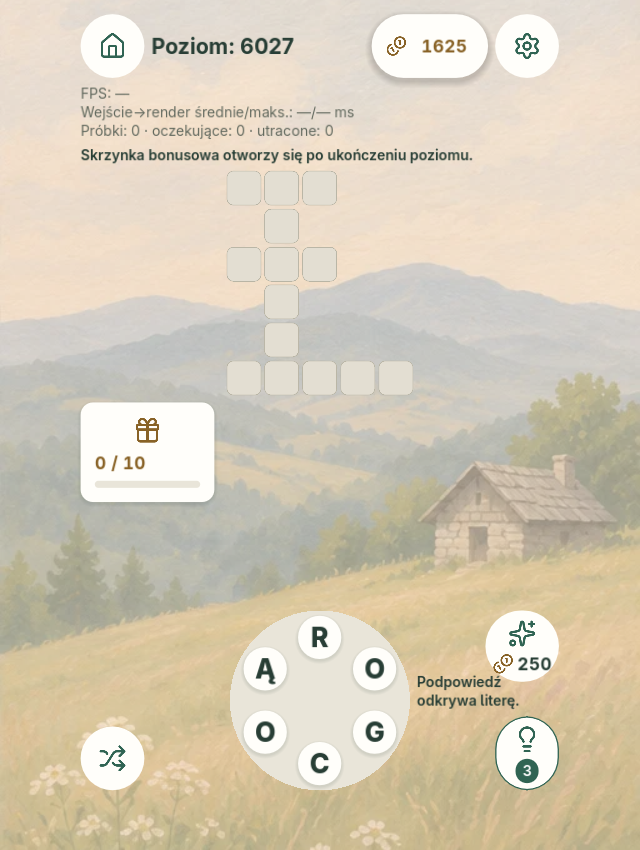 Poziom: 6027
1625
FPS: —
Wejście→render średnie/maks.: —/— ms
Próbki: 0 · oczekujące: 0 · utracone: 0
Skrzynka bonusowa otworzy się po ukończeniu poziomu.
0 / 10
R
Ą
O
250
Podpowiedź
odkrywa literę.
O
G
C
3